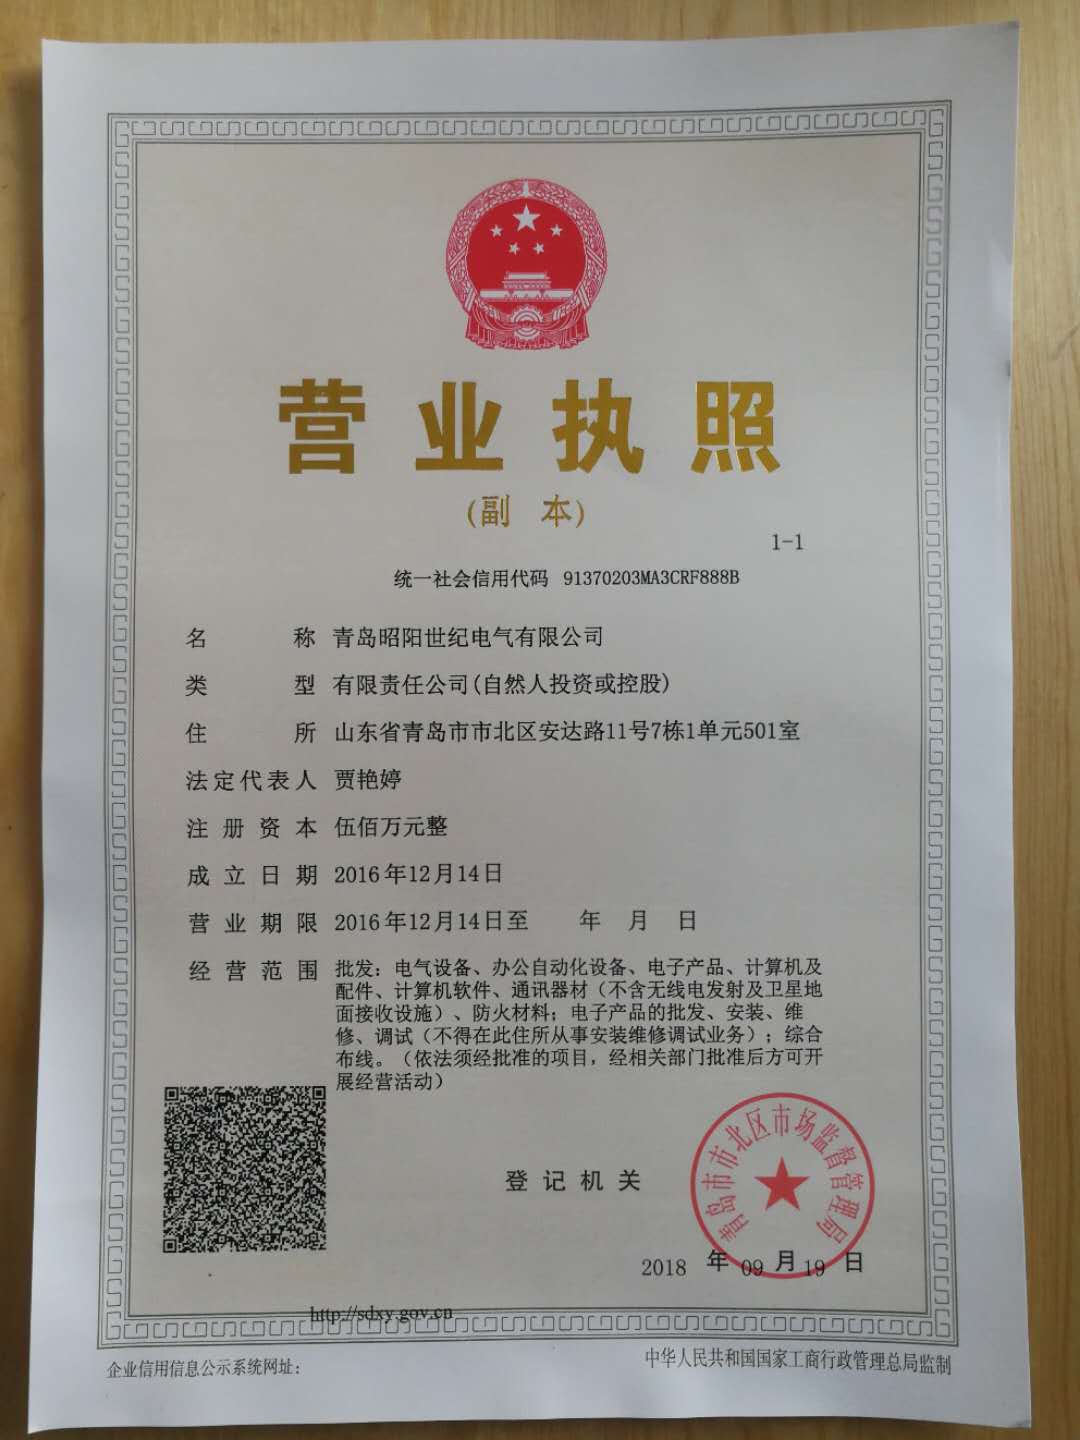 营业执照
(副 本)
1-1
统一社会信用代码 91370203MA3CRF888B
名称 青岛昭阳世纪电气有限公司
类型 有限责任公司(自然人投资或控股)
住所 山东省青岛市市北区安达路11号7栋1单元501室
法定代表人 贾艳婷
注册资本 伍佰万元整
成立日期 2016年12月14日
营业期限 2016年12月14日至 年 月 日
经营范围 批发：电气设备、办公自动化设备、电子产品、计算机及
配件、计算机软件、通讯器材（不含无线电发射及卫星地
面接收设施）、防火材料；电子产品的批发、安装、维
修、调试（不得在此住所从事安装维修调试业务）；综合
布线。（依法须经批准的项目，经相关部门批准后方可开
展经营活动）
登记机关
青岛市市北区市场监督管理局
2018 年 09 月 19 日
http://sdxy.gov.cn
企业信用信息公示系统网址：
中华人民共和国国家工商行政管理总局监制